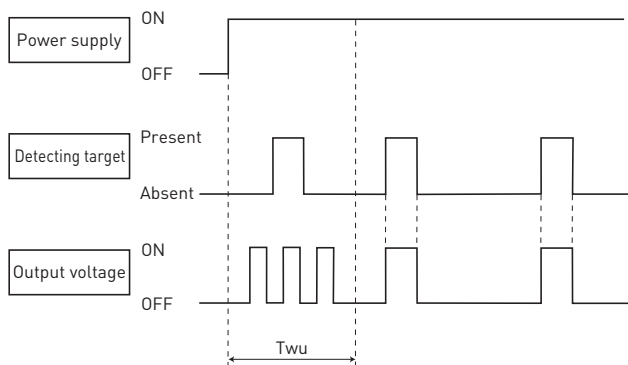 ON
Power supply
OFF
Present
Detecting target
Absent
ON
Output voltage
OFF
Twu